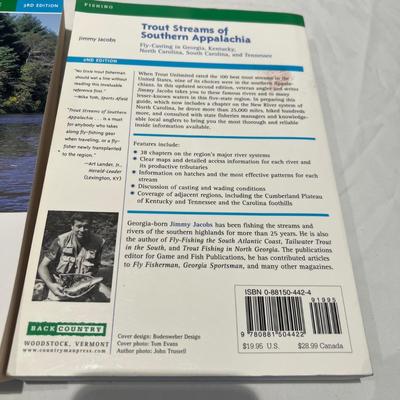 3RD EDITION
FISHING
Trout Streams of
Southern Appalachia
Jimmy Jacobs
Fly-Casting in Georgia, Kentucky,
North Carolina, South Carolina, and Tennessee
2ND EDITION
"No trout fisherman
should wet a line without
reading this invaluable
reference first."
—Mike Toth, Sports Afield
Trout Streams of Southern
Appalachia . . . is a
must for anybody who
takes along fly-fishing gear
when traveling, or a fly-
fisher newly transplanted
to the region."
—Art Lander, Jr.,
Herald-Leader
(Lexington, KY)
When Trout Unlimited rated the 100 best trout streams in the
United States, nine of its choices were in the southern Appalachians.
In this updated second edition, veteran angler and writer
Jimmy Jacobs takes you to these famous rivers and to many
lesser-known waters in this five-state region. In preparing this
guide, which now includes a chapter on the New River system of
North Carolina, he drove more than 25,000 miles, hiked hundreds
more, and consulted with state fisheries managers and knowledge-
able local anglers to bring you the most thorough and reliable
inside information available.
Features include:
• 38 chapters on the region's major river systems
• Clear maps and detailed access information for each river and
its productive tributaries
• Information on hatches and the most effective patterns for each
stream
• Discussion of casting and wading conditions
• Coverage of adjacent regions, including the Cumberland Plateau
of Kentucky and Tennessee and the Carolina foothills
Georgia-born Jimmy Jacobs has been fishing the streams and
rivers of the southern highlands for more than 25 years. He is also
the author of Fly-Fishing the South Atlantic Coast, Tailwater Trout
in the South, and Trout Fishing in North Georgia. The publications
editor for Game and Fish Publications, he has contributed articles
to Fly Fisherman, Georgia Sportsman, and many other magazines.
BACKCOUNTRY
WOODSTOCK, VERMONT
www.countrymanpress.com
Cover design: Bodenweber Design
Cover photo: Tom Evans
Author photo: John Trussell
ISBN 0-88150-442-4
91995
9 780881 504422
$19.95 U.S. $28.99 Canada